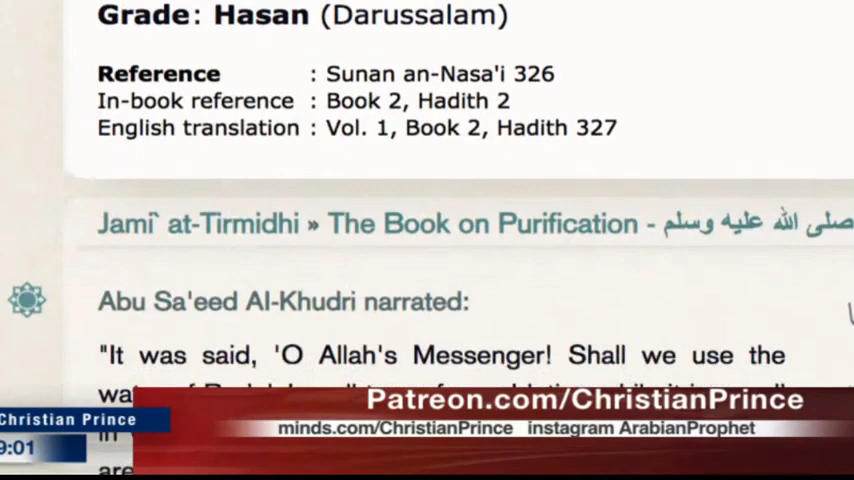 Grade: Hasan (Darussalam)
Reference : Sunan an-Nasa'i 326
In-book reference : Book 2, Hadith 2
English translation : Vol. 1, Book 2, Hadith 327
Jami` at-Tirmidhi » The Book on Purification - صلى الله عليه وسلم
Abu Sa'eed Al-Khudri narrated:
"It was said, 'O Allah's Messenger! Shall we use the
Patreon.com/ChristianPrince
Christian Prince
minds.com/ChristianPrince instagram ArabianProphet
9:01
in
are